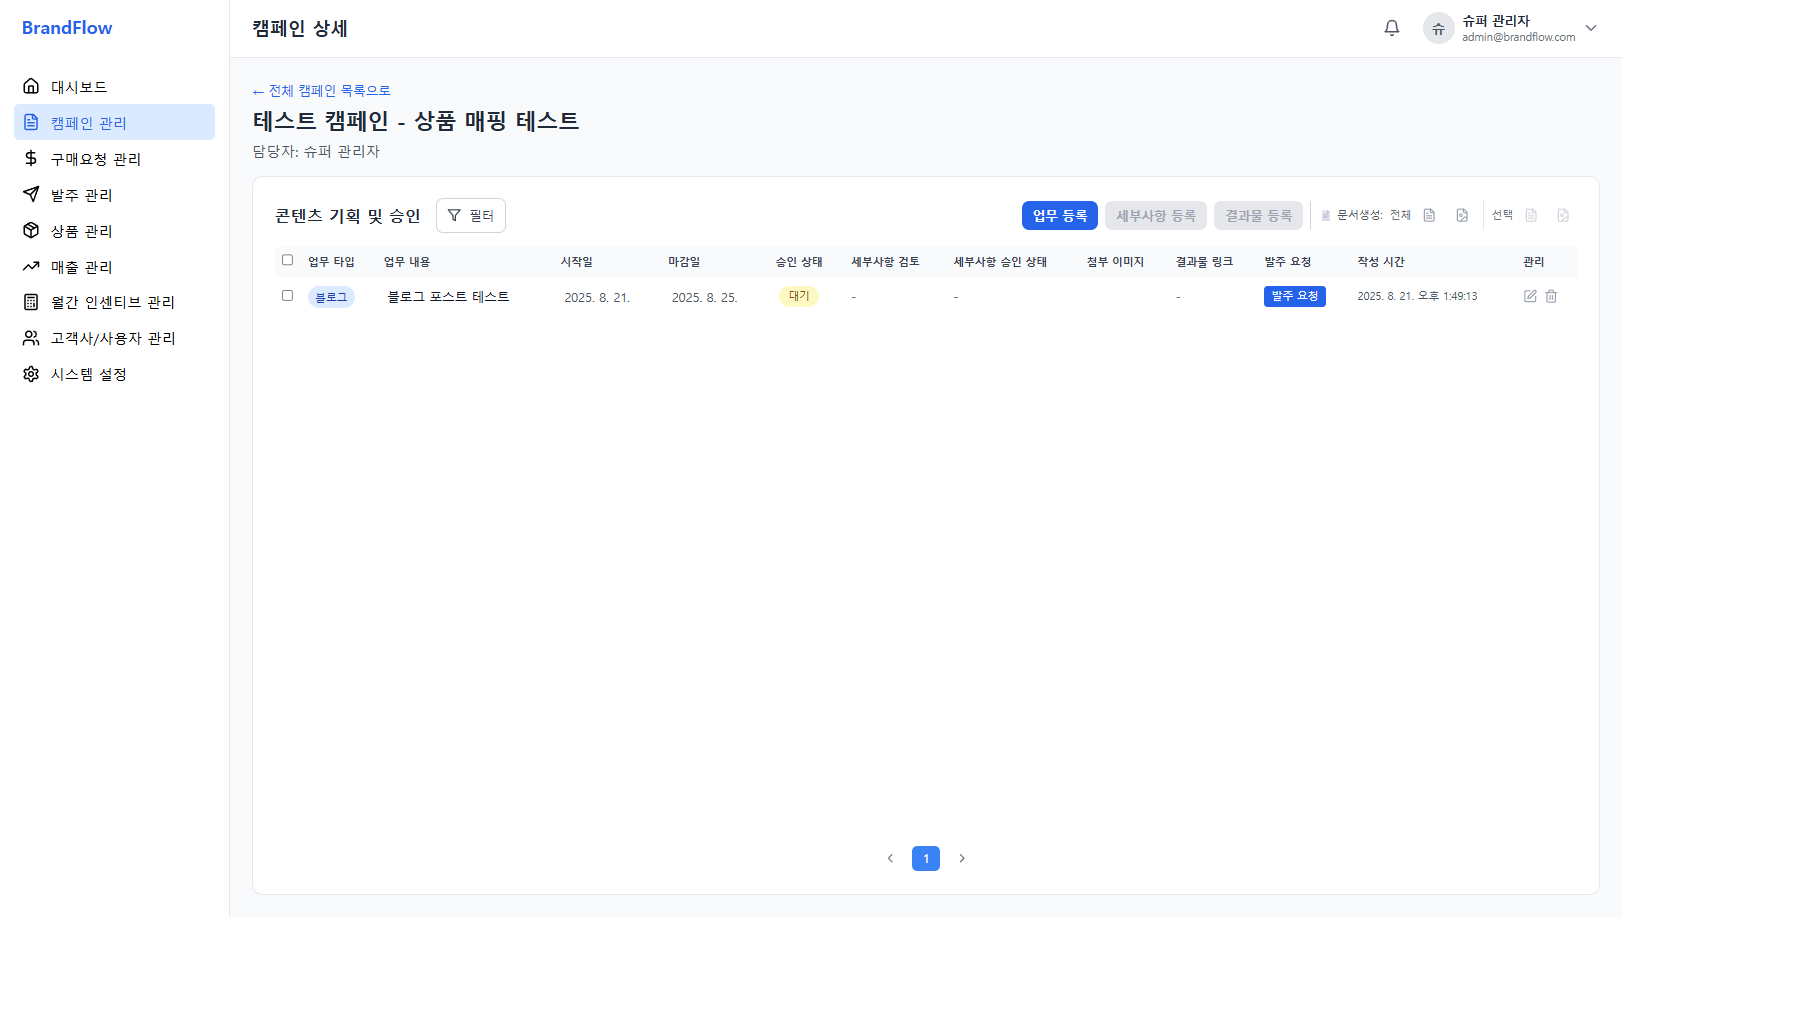 BrandFlow
대시보드
캠페인 관리
구매요청 관리
발주 관리
상품 관리
매출 관리
월간 인센티브 관리
고객사/사용자 관리
시스템 설정
캠페인 상세
슈
슈퍼 관리자
admin@brandflow.com
← 전체 캠페인 목록으로
테스트 캠페인 - 상품 매핑 테스트
담당자: 슈퍼 관리자
콘텐츠 기획 및 승인 필터 업무 등록 세부사항 등록 결과물 등록 문서생성: 전체 선택
업무 타입 업무 내용 시작일 마감일 승인 상태 세부사항 검토 세부사항 승인 상태 첨부 이미지 결과물 링크 발주 요청 작성 시간 관리
블로그 블로그 포스트 테스트 2025. 8. 21. 2025. 8. 25. 대기 - - - 발주 요청 2025. 8. 21. 오후 1:49:13
1